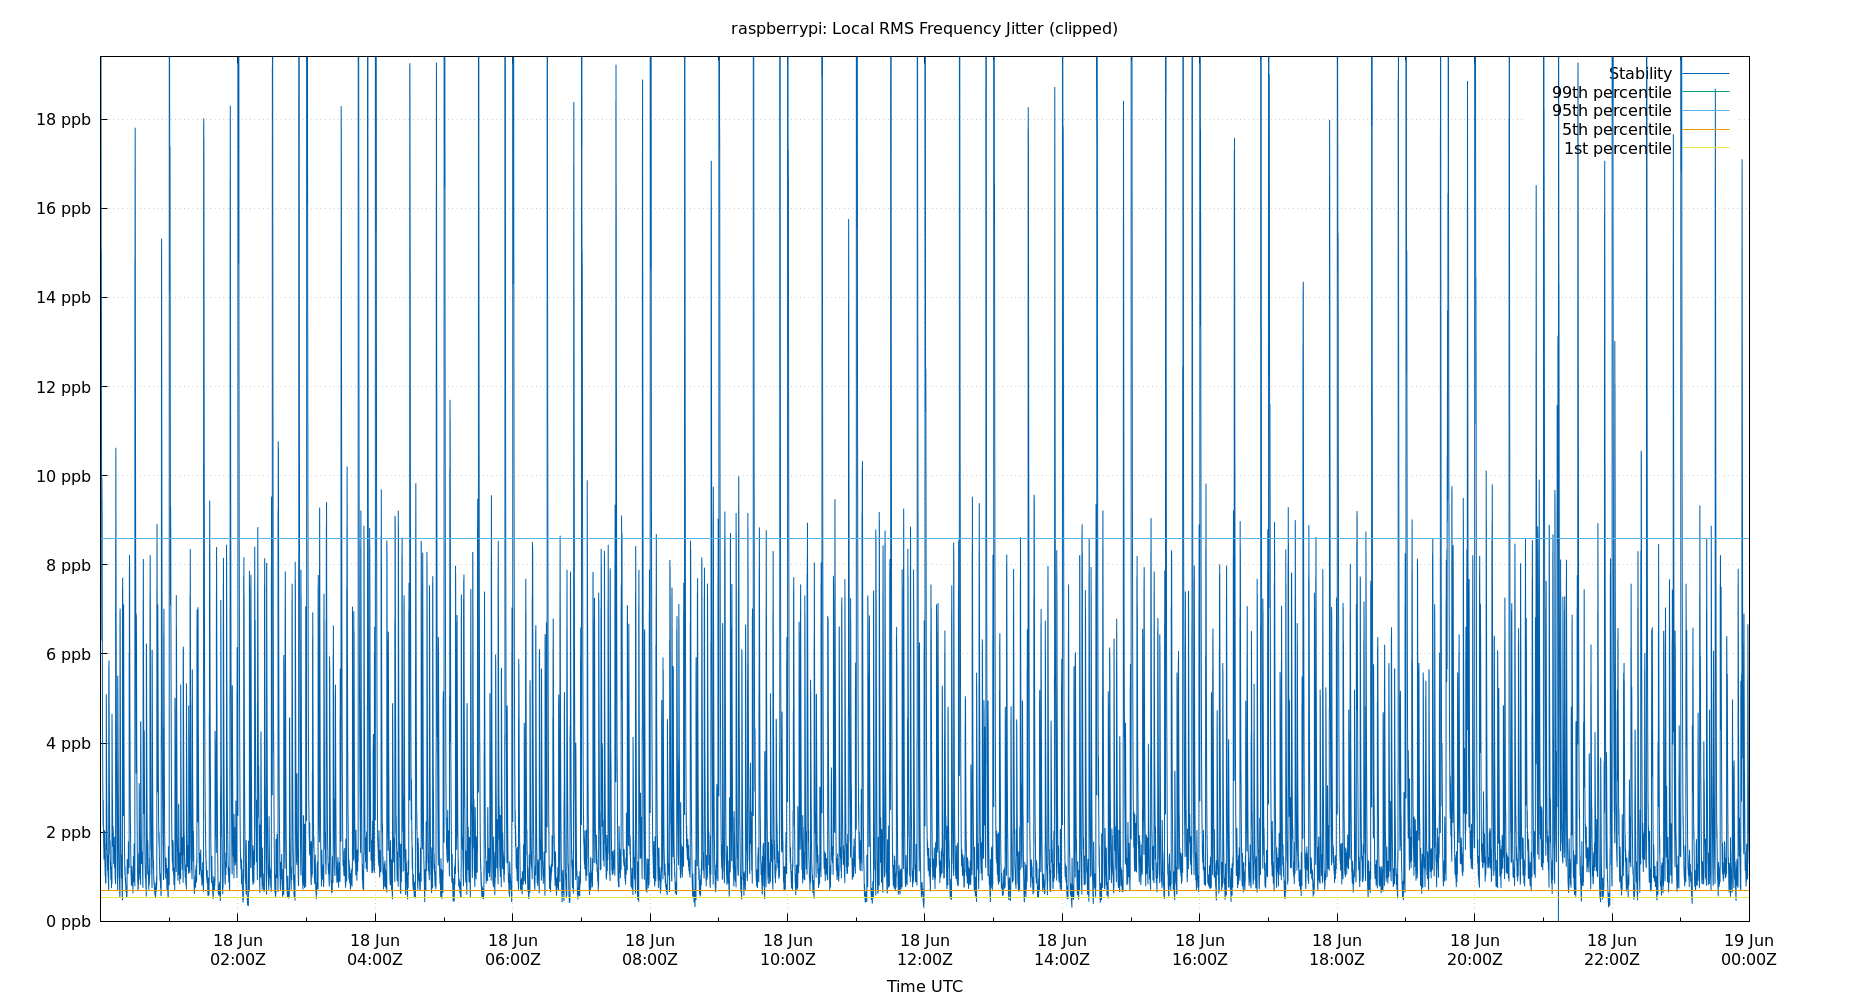 raspberrypi: Local RMS Frequency Jitter (clipped)
Stability
99th percentile
95th percentile
5th percentile
1st percentile
18 ppb
16 ppb
14 ppb
12 ppb
10 ppb
8 ppb
6 ppb
4 ppb
2 ppb
0 ppb
18 Jun 18 Jun 18 Jun 18 Jun 18 Jun 18 Jun 18 Jun 18 Jun 18 Jun 18 Jun 18 Jun 19 Jun
02:00Z 04:00Z 06:00Z 08:00Z 10:00Z 12:00Z 14:00Z 16:00Z 18:00Z 20:00Z 22:00Z 00:00Z
Time UTC